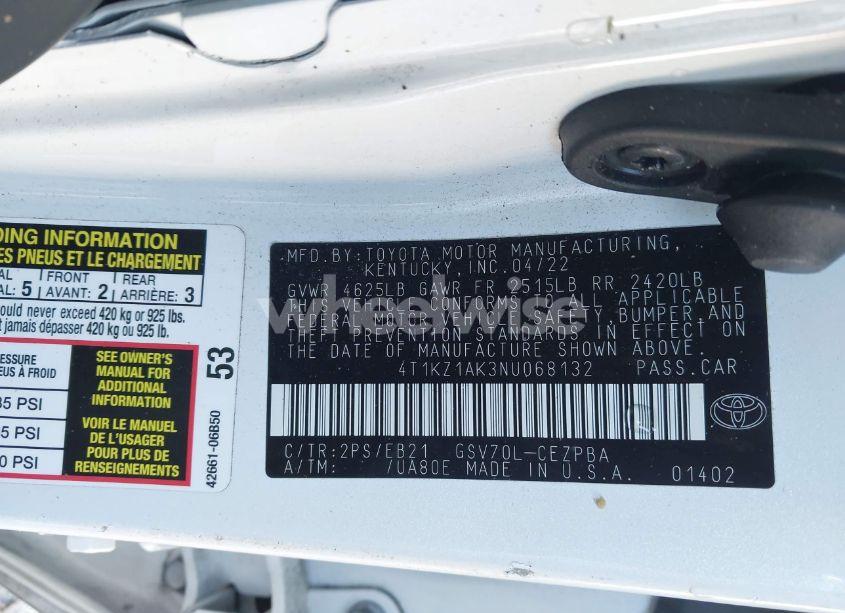 DING INFORMATION
ES PNEUS ET LE CHARGEMENT
AL FRONT REAR
AL: 5 AVANT: 2 ARRIÈRE: 3
ould never exceed 420 kg or 925 lbs.
t jamais dépasser 420 kg ou 925 lb.
ESSURE
EUS À FROID
35 PSI
35 PSI
0 PSI
SEE OWNER'S
MANUAL FOR
ADDITIONAL
INFORMATION
VOIR LE MANUEL
DE L'USAGER
POUR PLUS DE
RENSEIGNEMENTS
53
42661-06B50
MFD.BY:TOYOTA MOTOR MANUFACTURING,
KENTUCKY, INC.04/22
GVWR 4625LB GAWR FR 2515LB RR 2420LB
THIS VEHICLE CONFORMS TO ALL APPLICABLE
FEDERAL MOTOR VEHICLE SAFETY, BUMPER, AND
THEFT PREVENTION STANDARDS IN EFFECT ON
THE DATE OF MANUFACTURE SHOWN ABOVE.
4T1KZ1AK3NU068132 PASS.CAR
C/TR:2PS/EB21 GSV70L-CEZPBA
A/TM: /UA80E MADE IN U.S.A. 01402
wheelwise